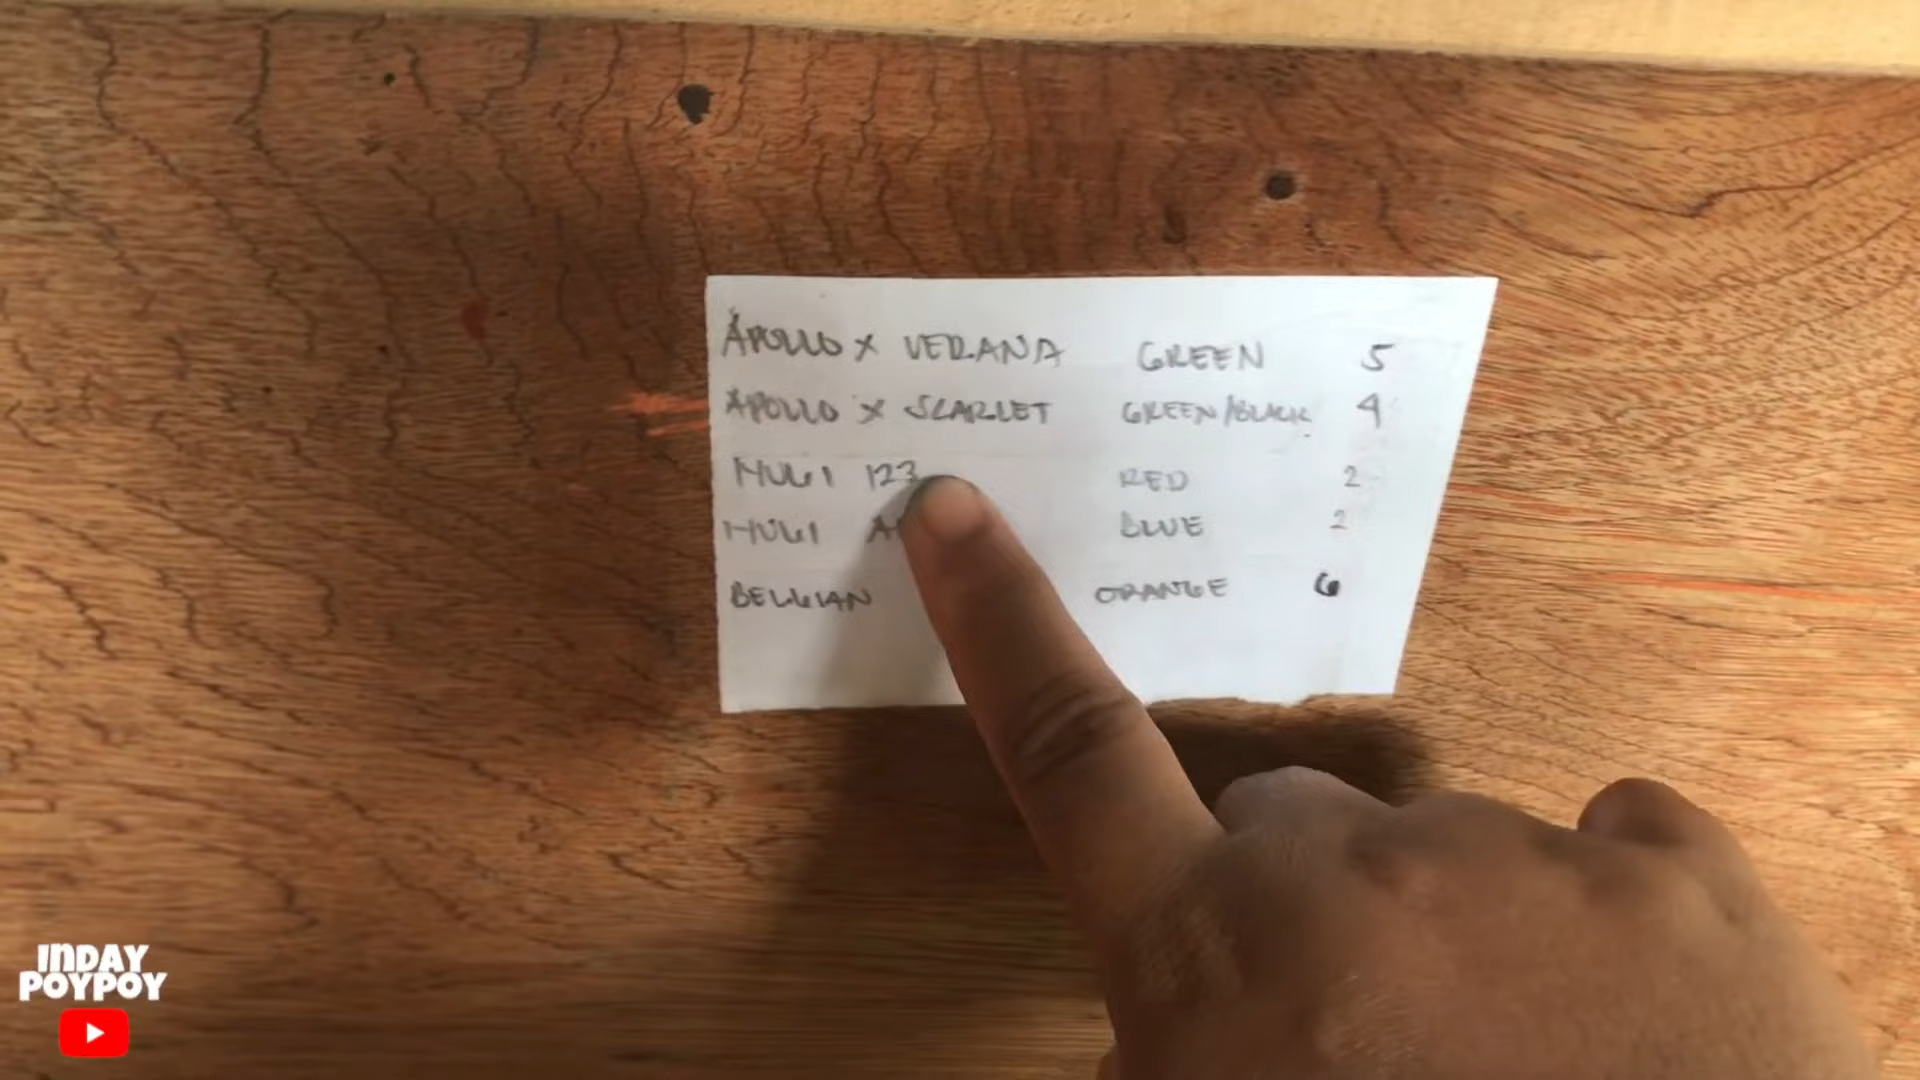 APOLLO X VERANA GREEN 5
APOLLO X SCARLET GREEN/BLACK 4
HUGI 123 RED 2
HUGI BLUE 2
BELGIAN ORANGE 6
INDAY
POYPOY